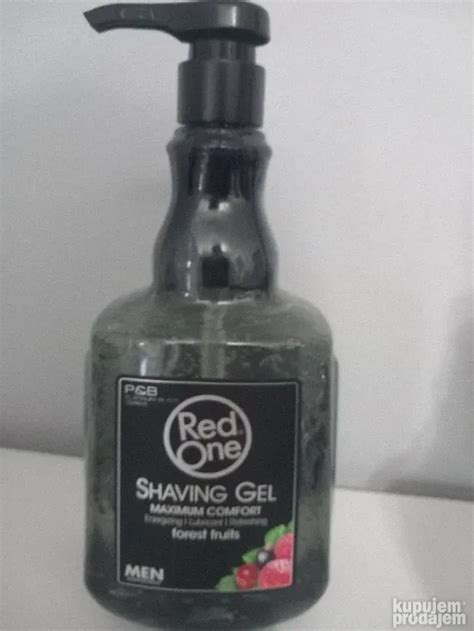 P&B
Red
One
SHAVING GEL
MAXIMUM COMFORT
Energizing | Lubricant | Refreshing
forest fruits
MEN
kupujem:
prodajem